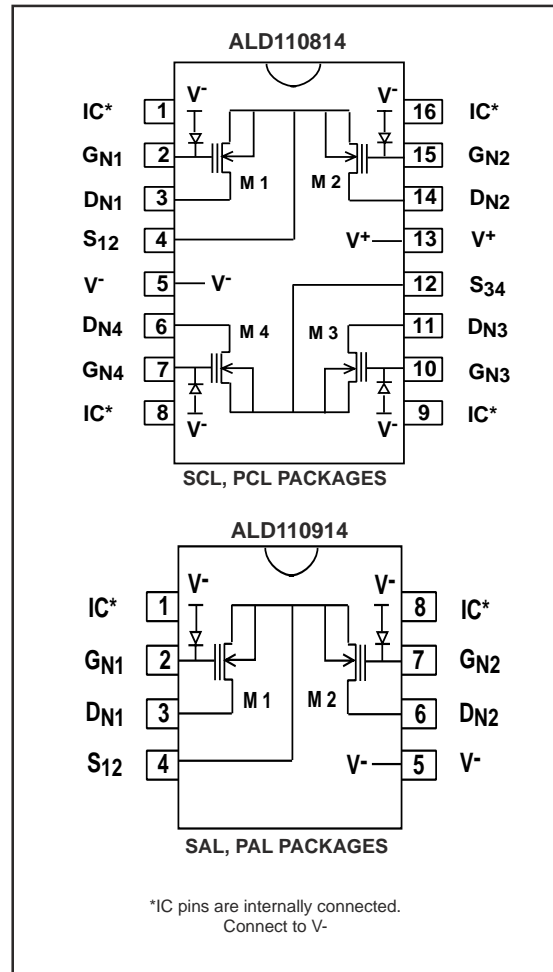 ALD110814
IC* 1 V- V- 16 IC*
GN1 2 15 GN2
DN1 3 M 1 M 2 14 DN2
S12 4 V+ 13 V+
V- 5 V- 12 S34
DN4 6 M 4 M 3 11 DN3
GN4 7 10 GN3
IC* 8 V- V- 9 IC*
SCL, PCL PACKAGES
ALD110914
IC* 1 V- V- 8 IC*
GN1 2 7 GN2
DN1 3 M 1 M 2 6 DN2
S12 4 V- 5 V-
SAL, PAL PACKAGES
*IC pins are internally connected.
Connect to V-